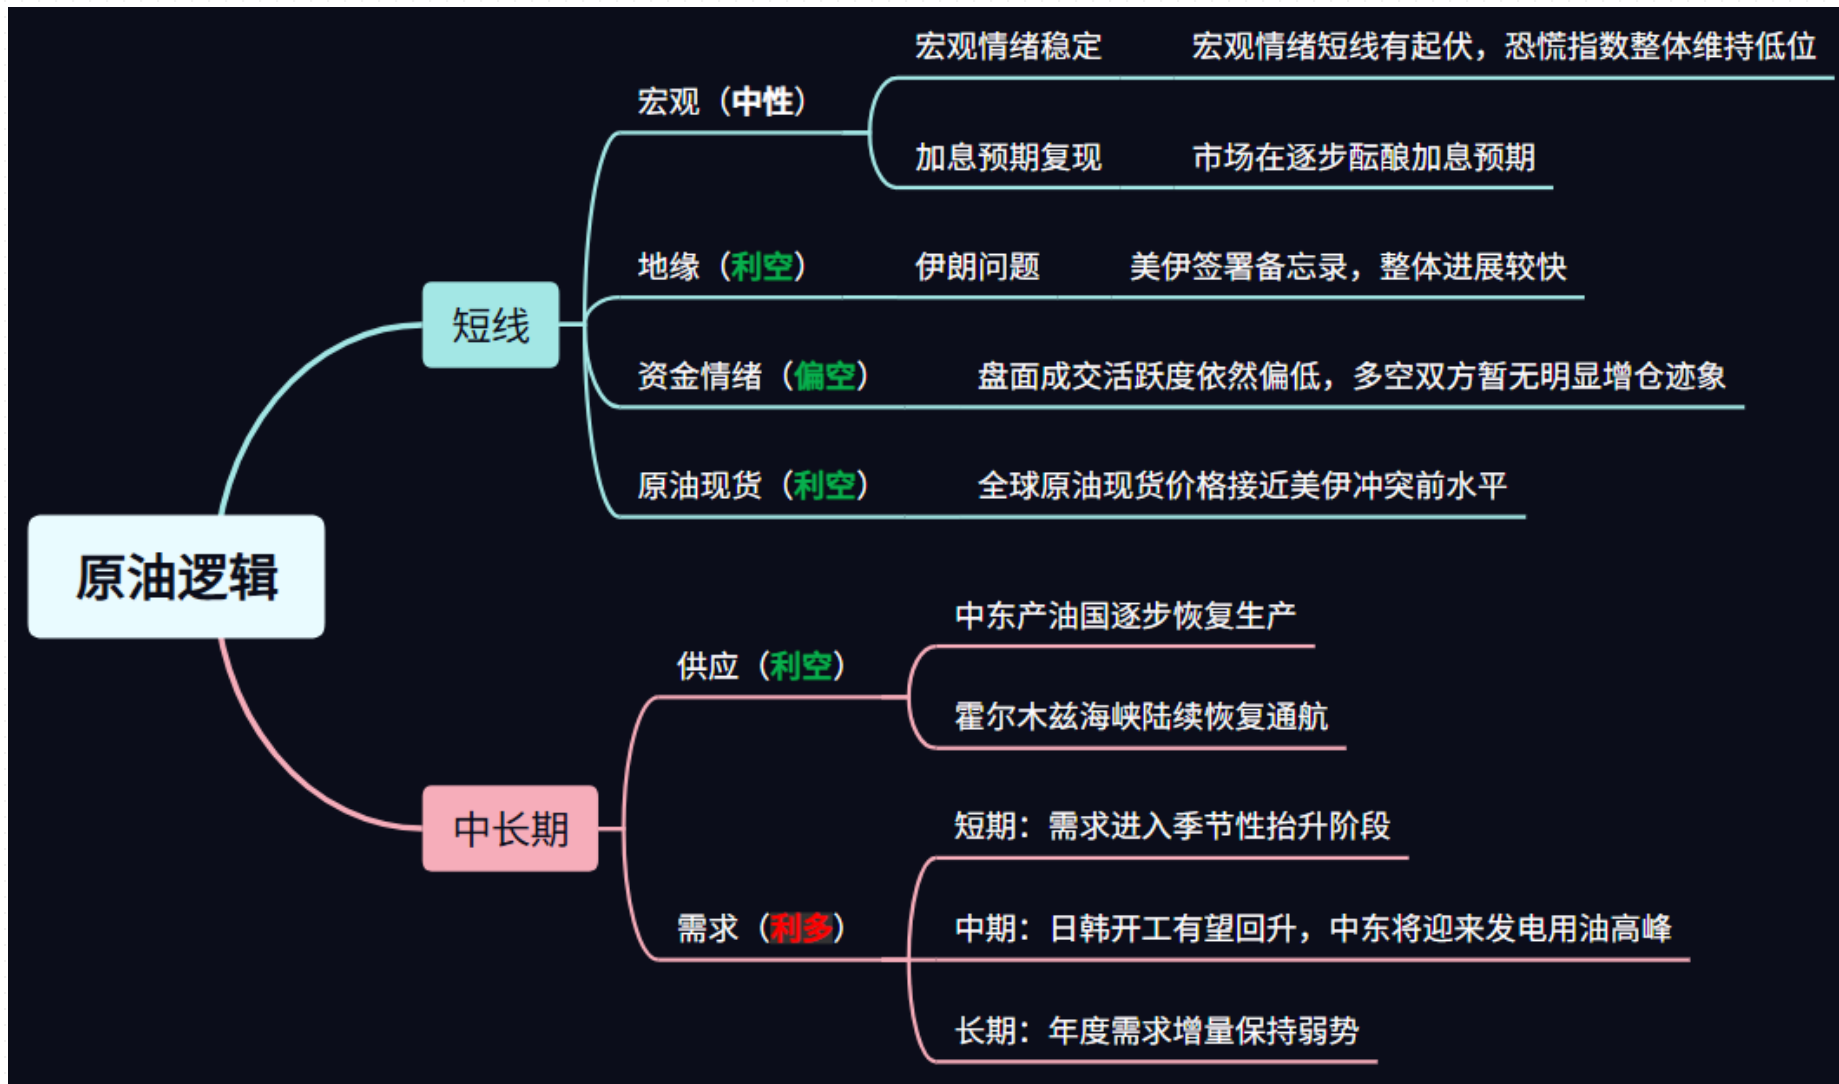 原油逻辑
短线
宏观（中性）
宏观情绪稳定
宏观情绪短线有起伏，恐慌指数整体维持低位
加息预期复现
市场在逐步酝酿加息预期
地缘（利空）
伊朗问题
美伊签署备忘录，整体进展较快
资金情绪（偏空）
盘面成交活跃度依然偏低，多空双方暂无明显增仓迹象
原油现货（利空）
全球原油现货价格接近美伊冲突前水平
中长期
供应（利空）
中东产油国逐步恢复生产
霍尔木兹海峡陆续恢复通航
需求（利多）
短期：需求进入季节性抬升阶段
中期：日韩开工有望回升，中东将迎来发电用油高峰
长期：年度需求增量保持弱势